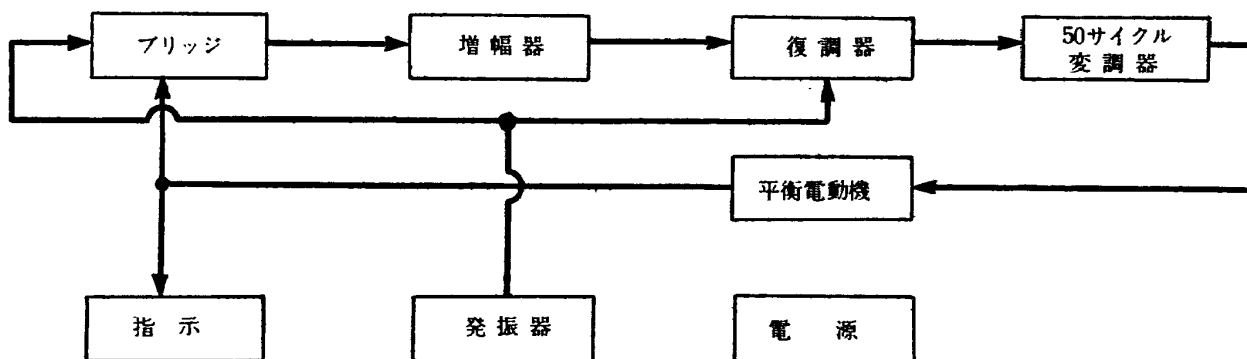 ブリッジ
増幅器
復調器
50サイクル
変調器
平衡電動機
指示
発振器
電源